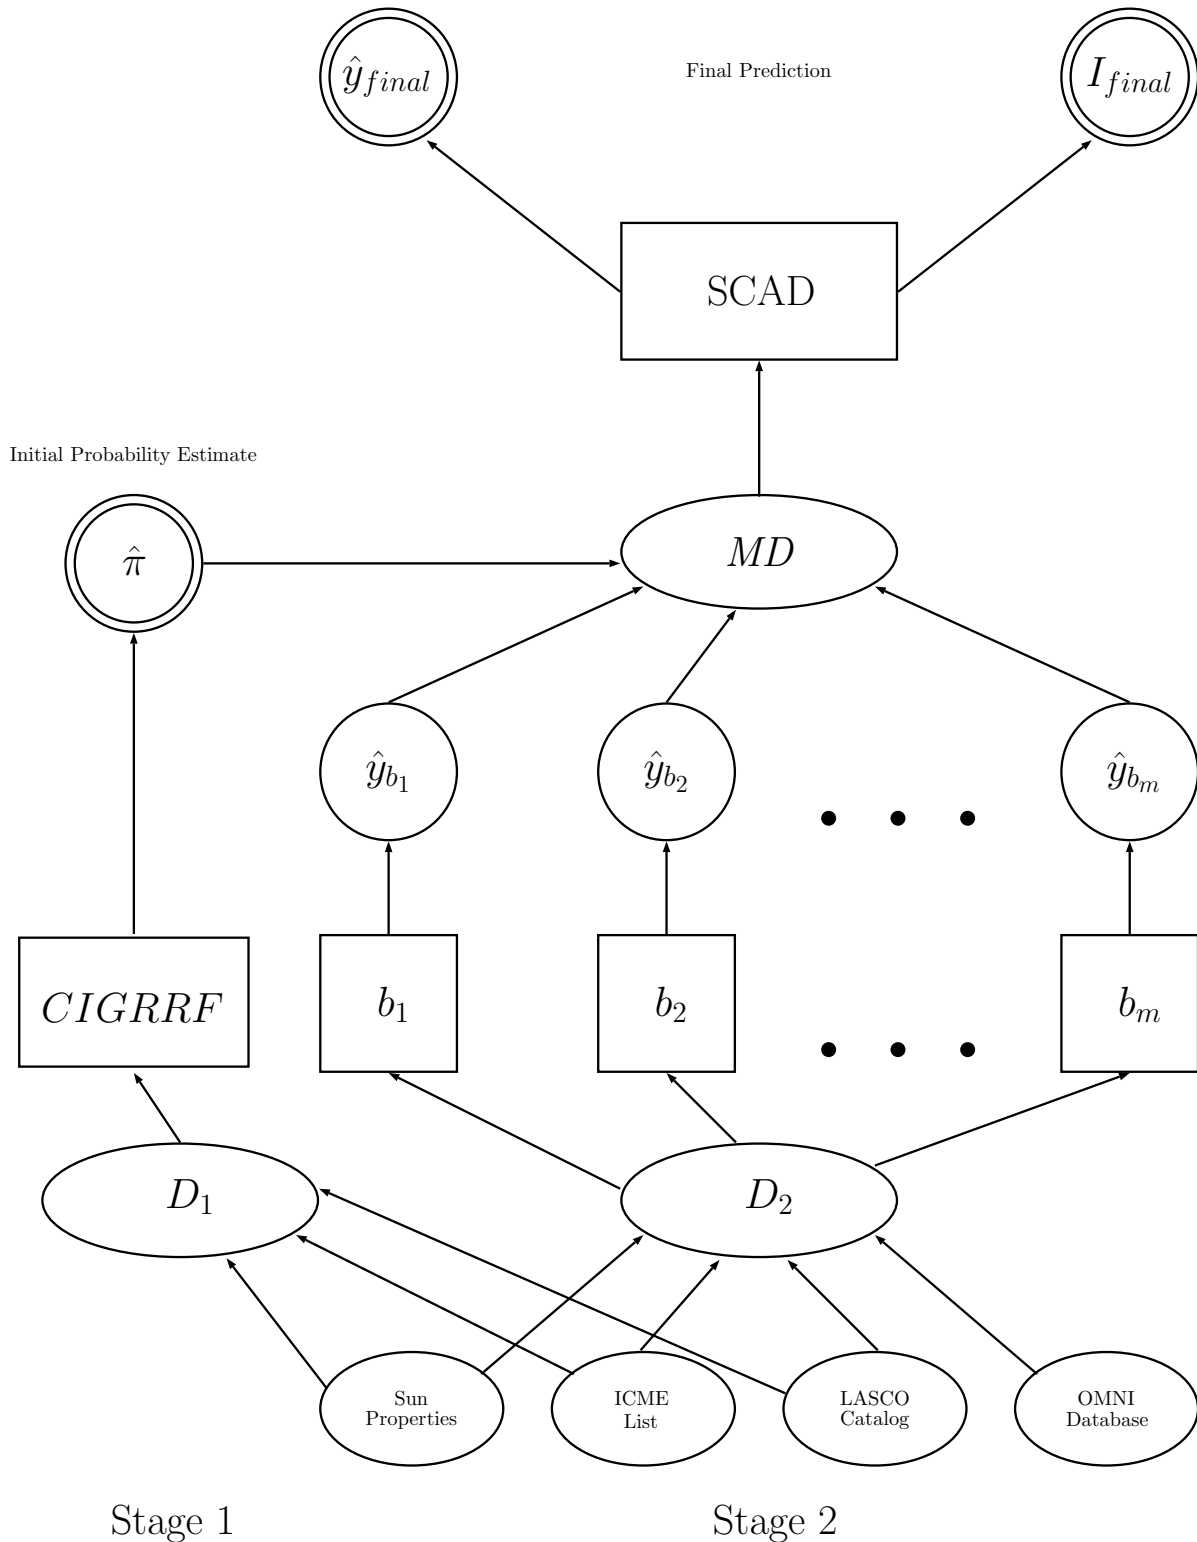 ŷ_final
Final Prediction
I_final
SCAD
Initial Probability Estimate
π̂
MD
ŷ_b₁
ŷ_b₂
ŷ_bₘ
CIGRRF
b₁
b₂
bₘ
D₁
D₂
Sun
Properties
ICME
List
LASCO
Catalog
OMNI
Database
Stage 1
Stage 2